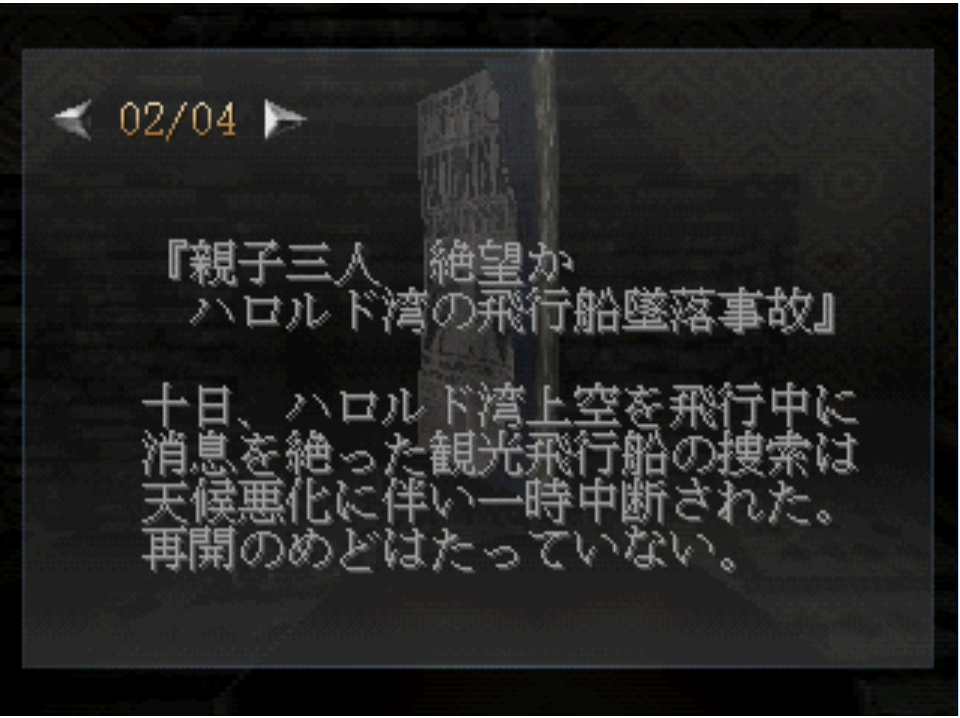 02/04
『親子三人、絶望か
ハロルド湾の飛行船墜落事故』
十日、ハロルド湾上空を飛行中に
消息を絶った観光飛行船の捜索は
天候悪化に伴い一時中断された。
再開のめどはたっていない。